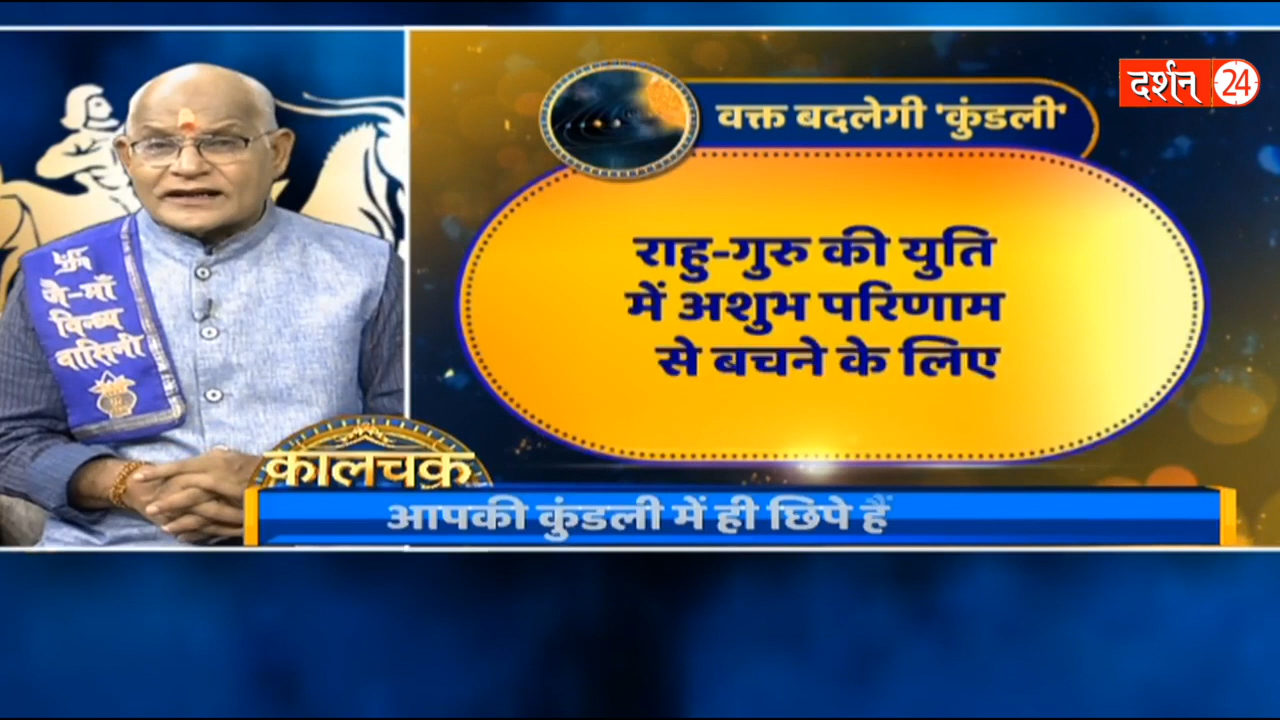 दर्शन 24
वक्त बदलेगी 'कुंडली'
राहु-गुरु की युति
में अशुभ परिणाम
से बचने के लिए
जै-माँ
विन्ध्य
वासिनी
कालचक्र
आपकी कुंडली में ही छिपे हैं